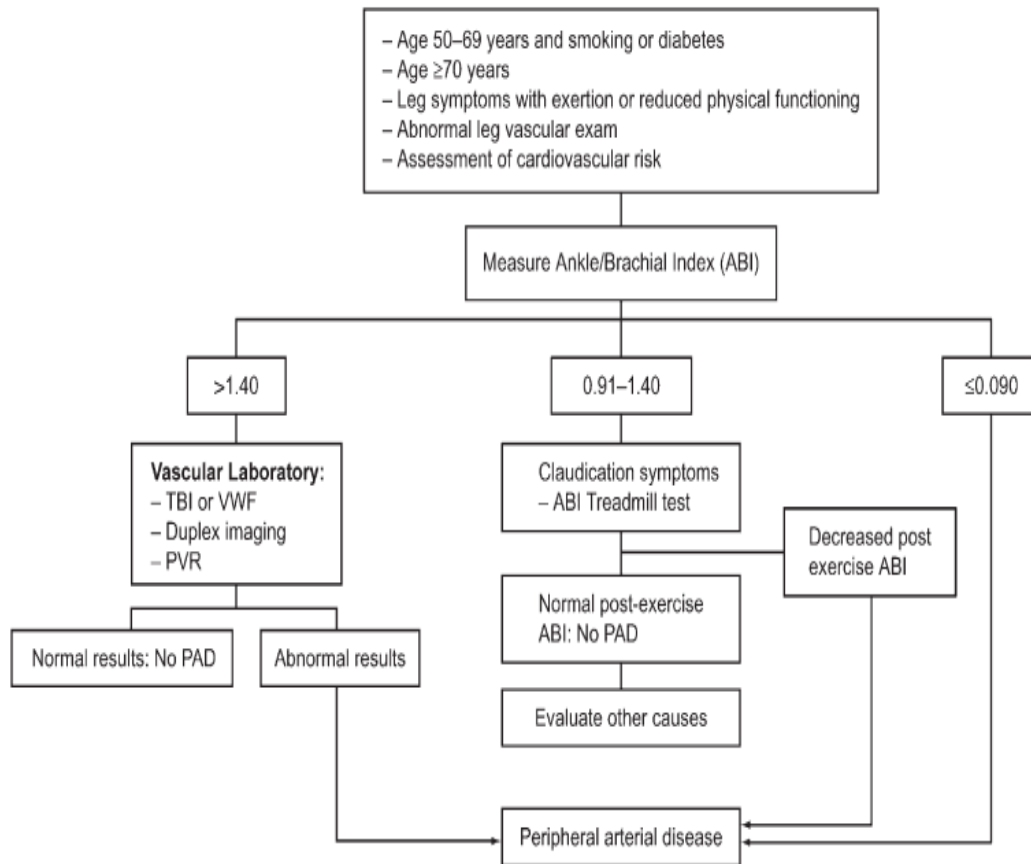 – Age 50–69 years and smoking or diabetes
– Age ≥70 years
– Leg symptoms with exertion or reduced physical functioning
– Abnormal leg vascular exam
– Assessment of cardiovascular risk
Measure Ankle/Brachial Index (ABI)
>1.40
0.91–1.40
≤0.090
Vascular Laboratory:
– TBI or VWF
– Duplex imaging
– PVR
Claudication symptoms
– ABI Treadmill test
Decreased post
exercise ABI
Normal post-exercise
ABI: No PAD
Normal results: No PAD
Abnormal results
Evaluate other causes
Peripheral arterial disease